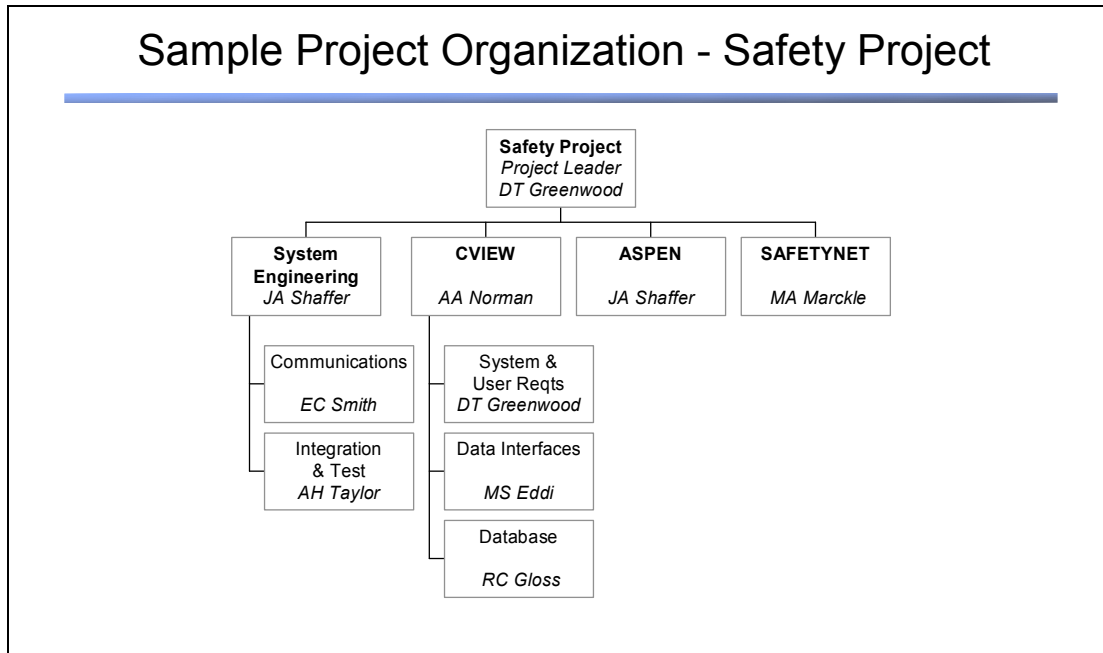 Sample Project Organization - Safety Project
Safety Project
Project Leader
DT Greenwood
System
Engineering
JA Shaffer
CVIEW
AA Norman
ASPEN
JA Shaffer
SAFETYNET
MA Marckle
Communications
EC Smith
Integration
& Test
AH Taylor
System &
User Reqts
DT Greenwood
Data Interfaces
MS Eddi
Database
RC Gloss